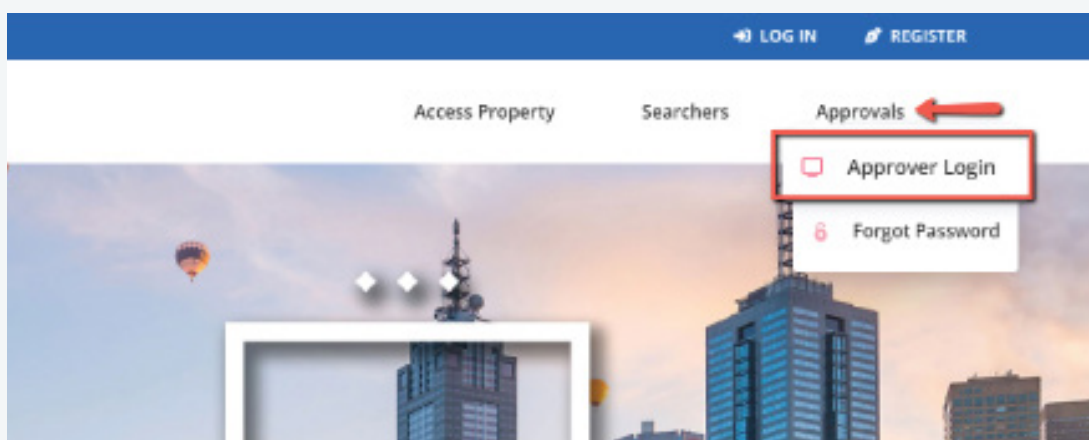 LOG IN
REGISTER
Access Property
Searchers
Approvals
Approver Login
Forgot Password